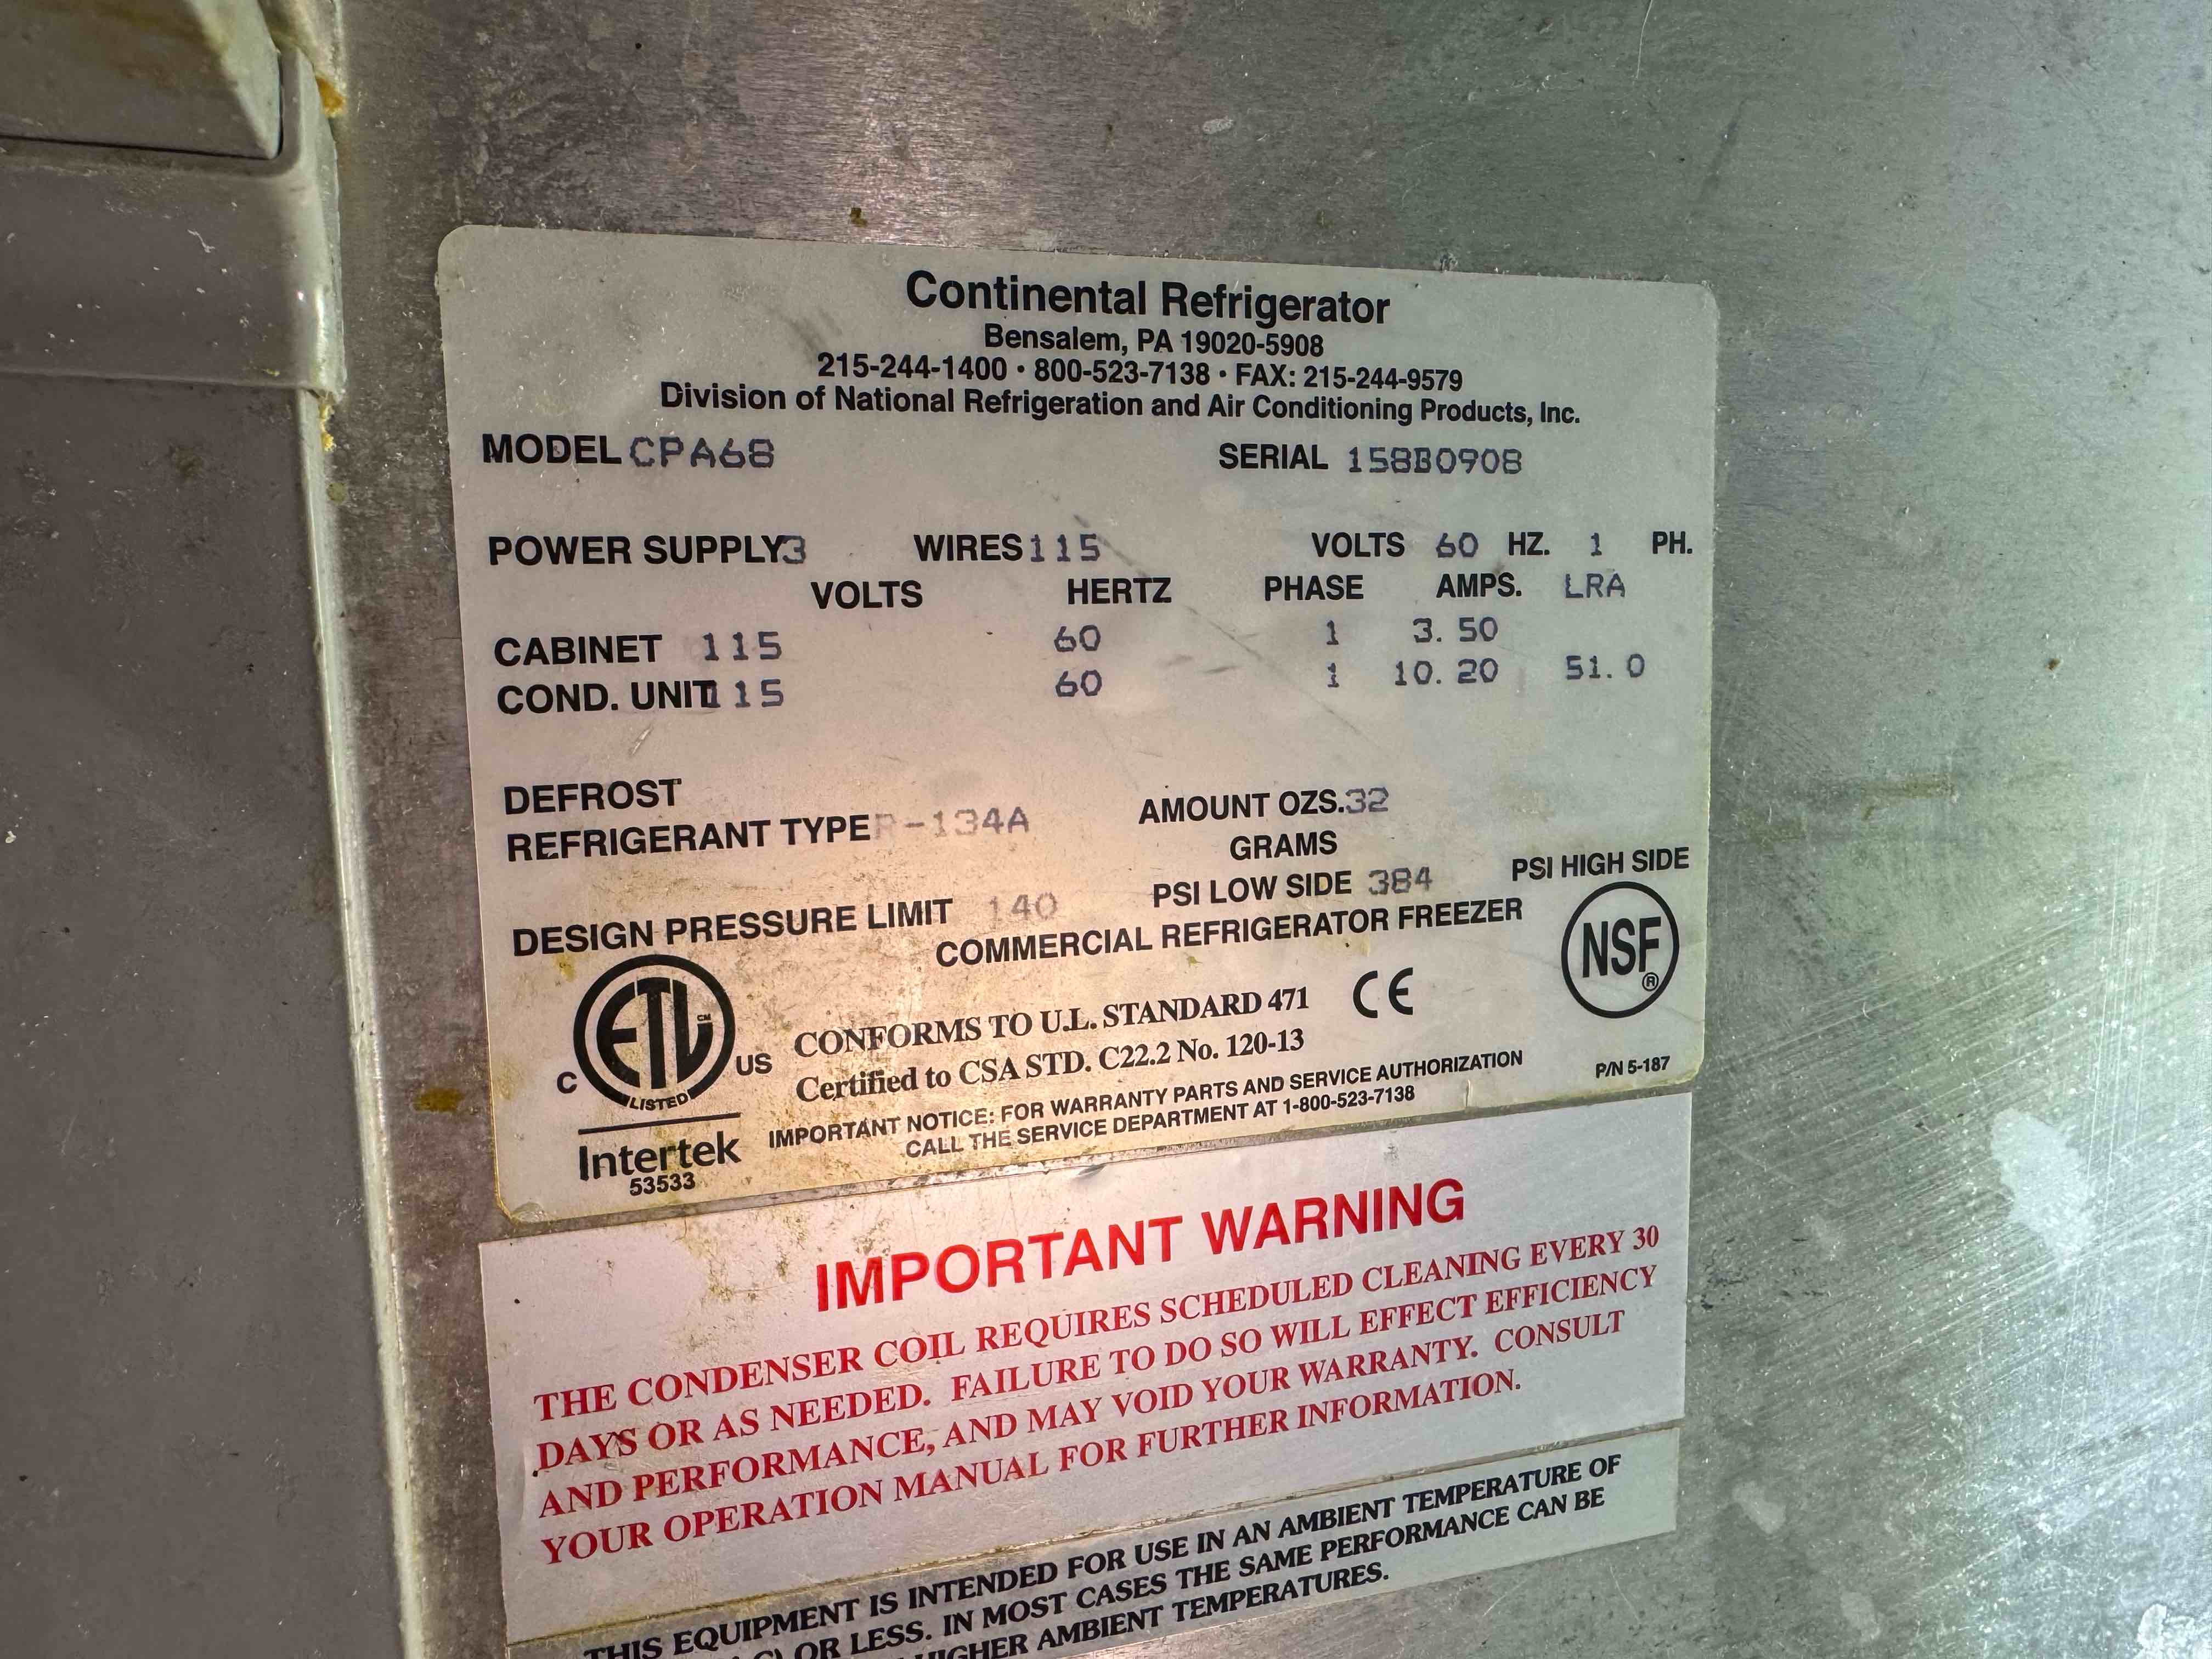 Continental Refrigerator
Bensalem, PA 19020-5908
215-244-1400 • 800-523-7138 • FAX: 215-244-9579
Division of National Refrigeration and Air Conditioning Products, Inc.
MODEL CPA68 SERIAL 158B0908
POWER SUPPLY 3 WIRES 115 VOLTS 60 HZ. 1 PH.
VOLTS HERTZ PHASE AMPS. LRA
CABINET 115 60 1 3.50
COND. UNIT 115 60 1 10.20 51.0
DEFROST
REFRIGERANT TYPE R-134A AMOUNT OZS. 32
GRAMS
DESIGN PRESSURE LIMIT 140 PSI LOW SIDE 384 PSI HIGH SIDE
COMMERCIAL REFRIGERATOR FREEZER
NSF®
ETL CM
C US
LISTED
Intertek
53533
CONFORMS TO U.L. STANDARD 471 CE
Certified to CSA STD. C22.2 No. 120-13
IMPORTANT NOTICE: FOR WARRANTY PARTS AND SERVICE AUTHORIZATION
CALL THE SERVICE DEPARTMENT AT 1-800-523-7138
P/N 5-187
IMPORTANT WARNING
THE CONDENSER COIL REQUIRES SCHEDULED CLEANING EVERY 30
DAYS OR AS NEEDED. FAILURE TO DO SO WILL EFFECT EFFICIENCY
AND PERFORMANCE, AND MAY VOID YOUR WARRANTY. CONSULT
YOUR OPERATION MANUAL FOR FURTHER INFORMATION.
THIS EQUIPMENT IS INTENDED FOR USE IN AN AMBIENT TEMPERATURE OF
C) OR LESS. IN MOST CASES THE SAME PERFORMANCE CAN BE
HIGHER AMBIENT TEMPERATURES.